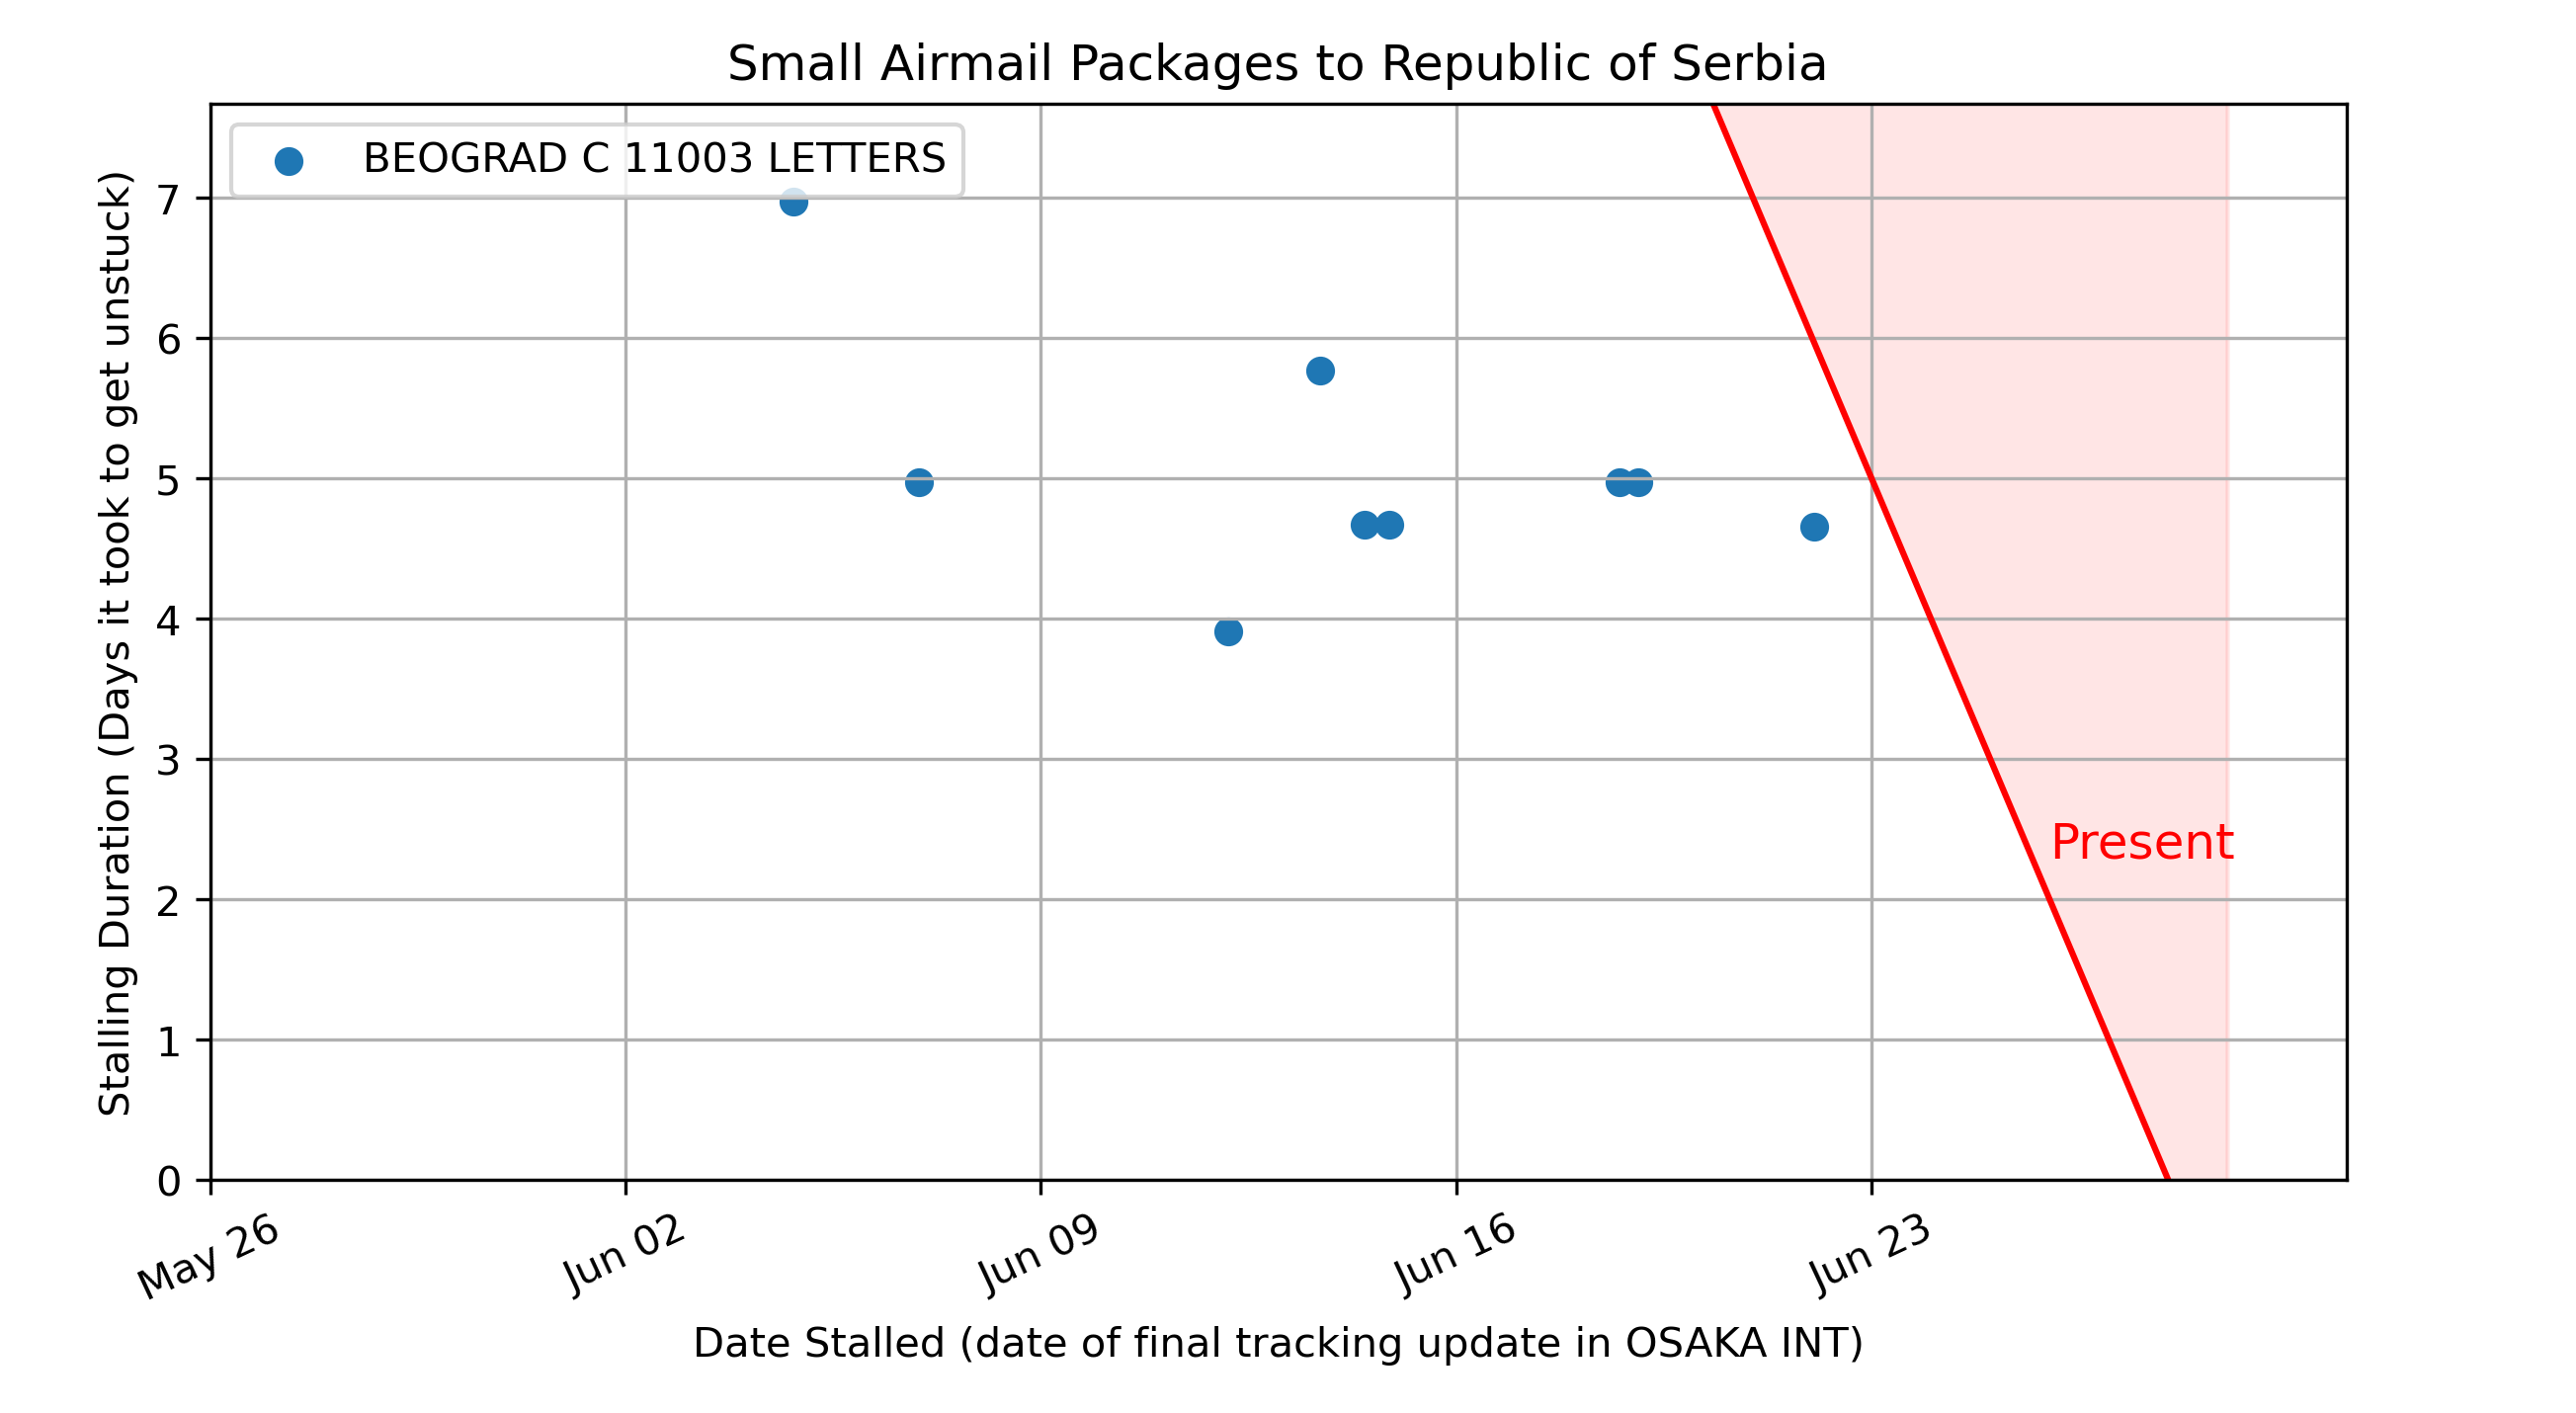 Small Airmail Packages to Republic of Serbia
BEOGRAD C 11003 LETTERS
Stalling Duration (Days it took to get unstuck)
7
6
5
4
3
2
1
0
Present
May 26
Jun 02
Jun 09
Jun 16
Jun 23
Date Stalled (date of final tracking update in OSAKA INT)